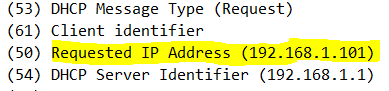 (53) DHCP Message Type (Request)
(61) Client identifier
(50) Requested IP Address (192.168.1.101)
(54) DHCP Server Identifier (192.168.1.1)